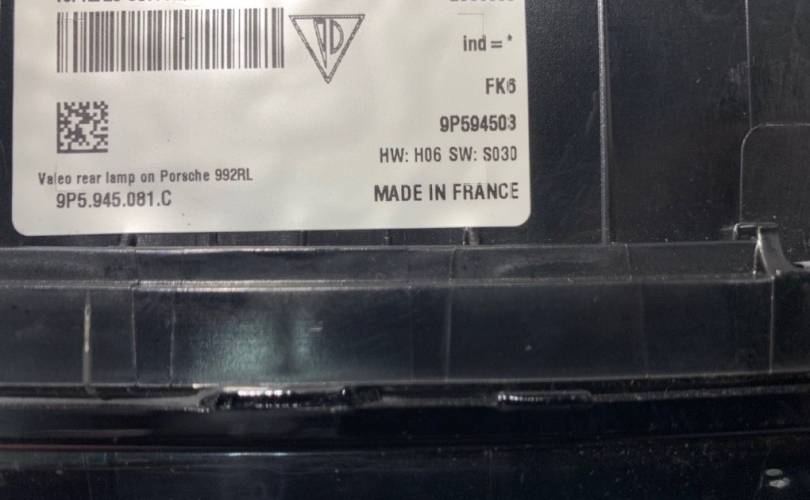 ind = *
FK6
9P594503
HW: H06 SW: S030
Valeo rear lamp on Porsche 992RL
9P5.945.081.C
MADE IN FRANCE